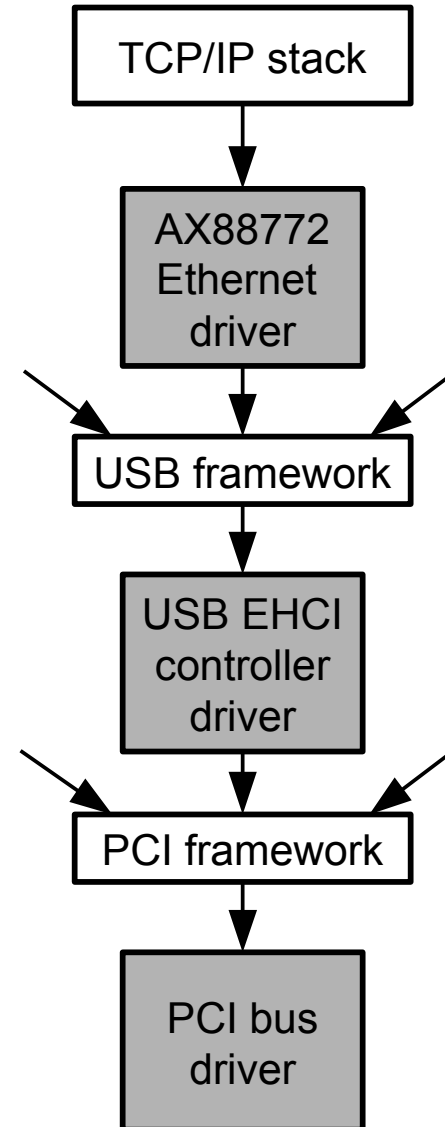 TCP/IP stack
AX88772
Ethernet
driver
USB framework
USB EHCI
controller
driver
PCI framework
PCI bus
driver